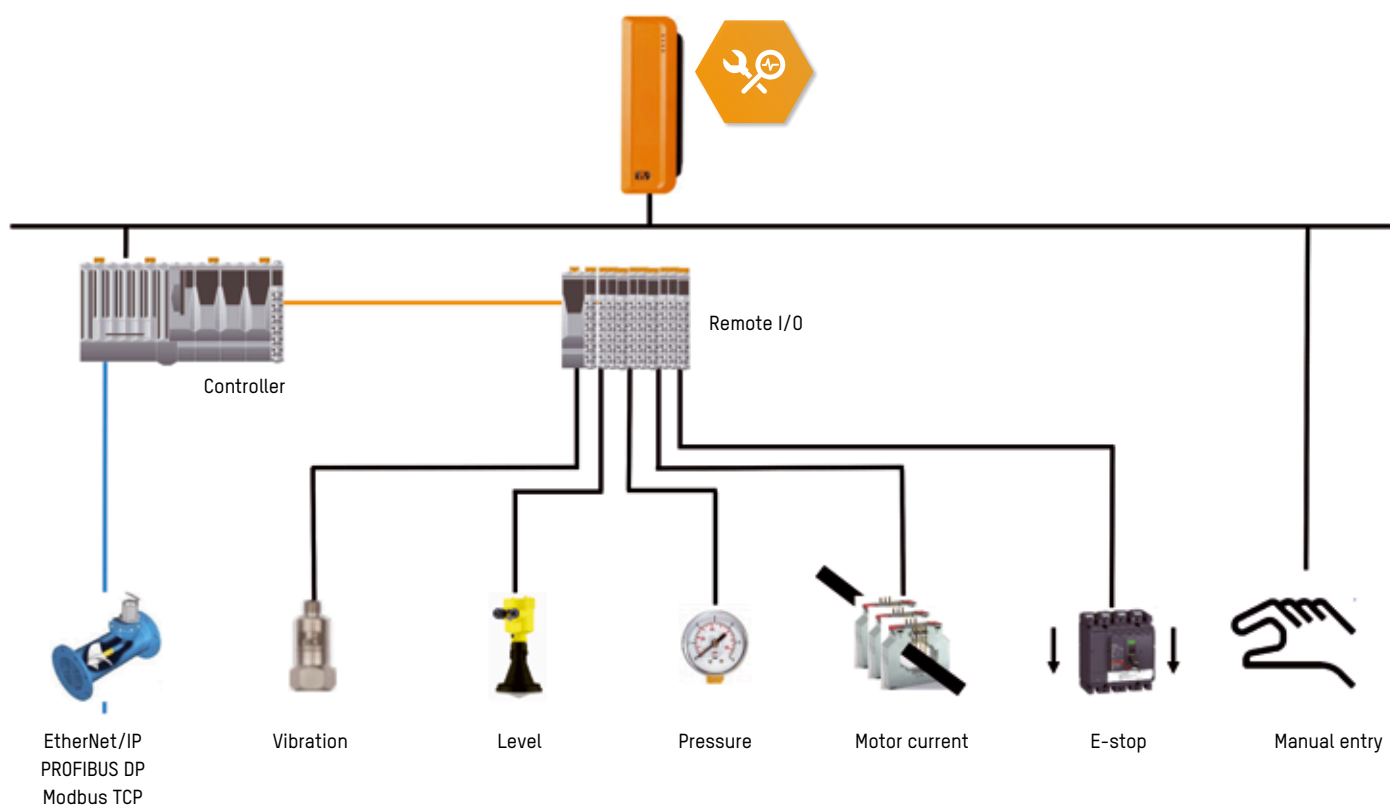 Remote I/O
Controller
EtherNet/IP
PROFIBUS DP
Modbus TCP
Vibration
Level
Pressure
Motor current
E-stop
Manual entry